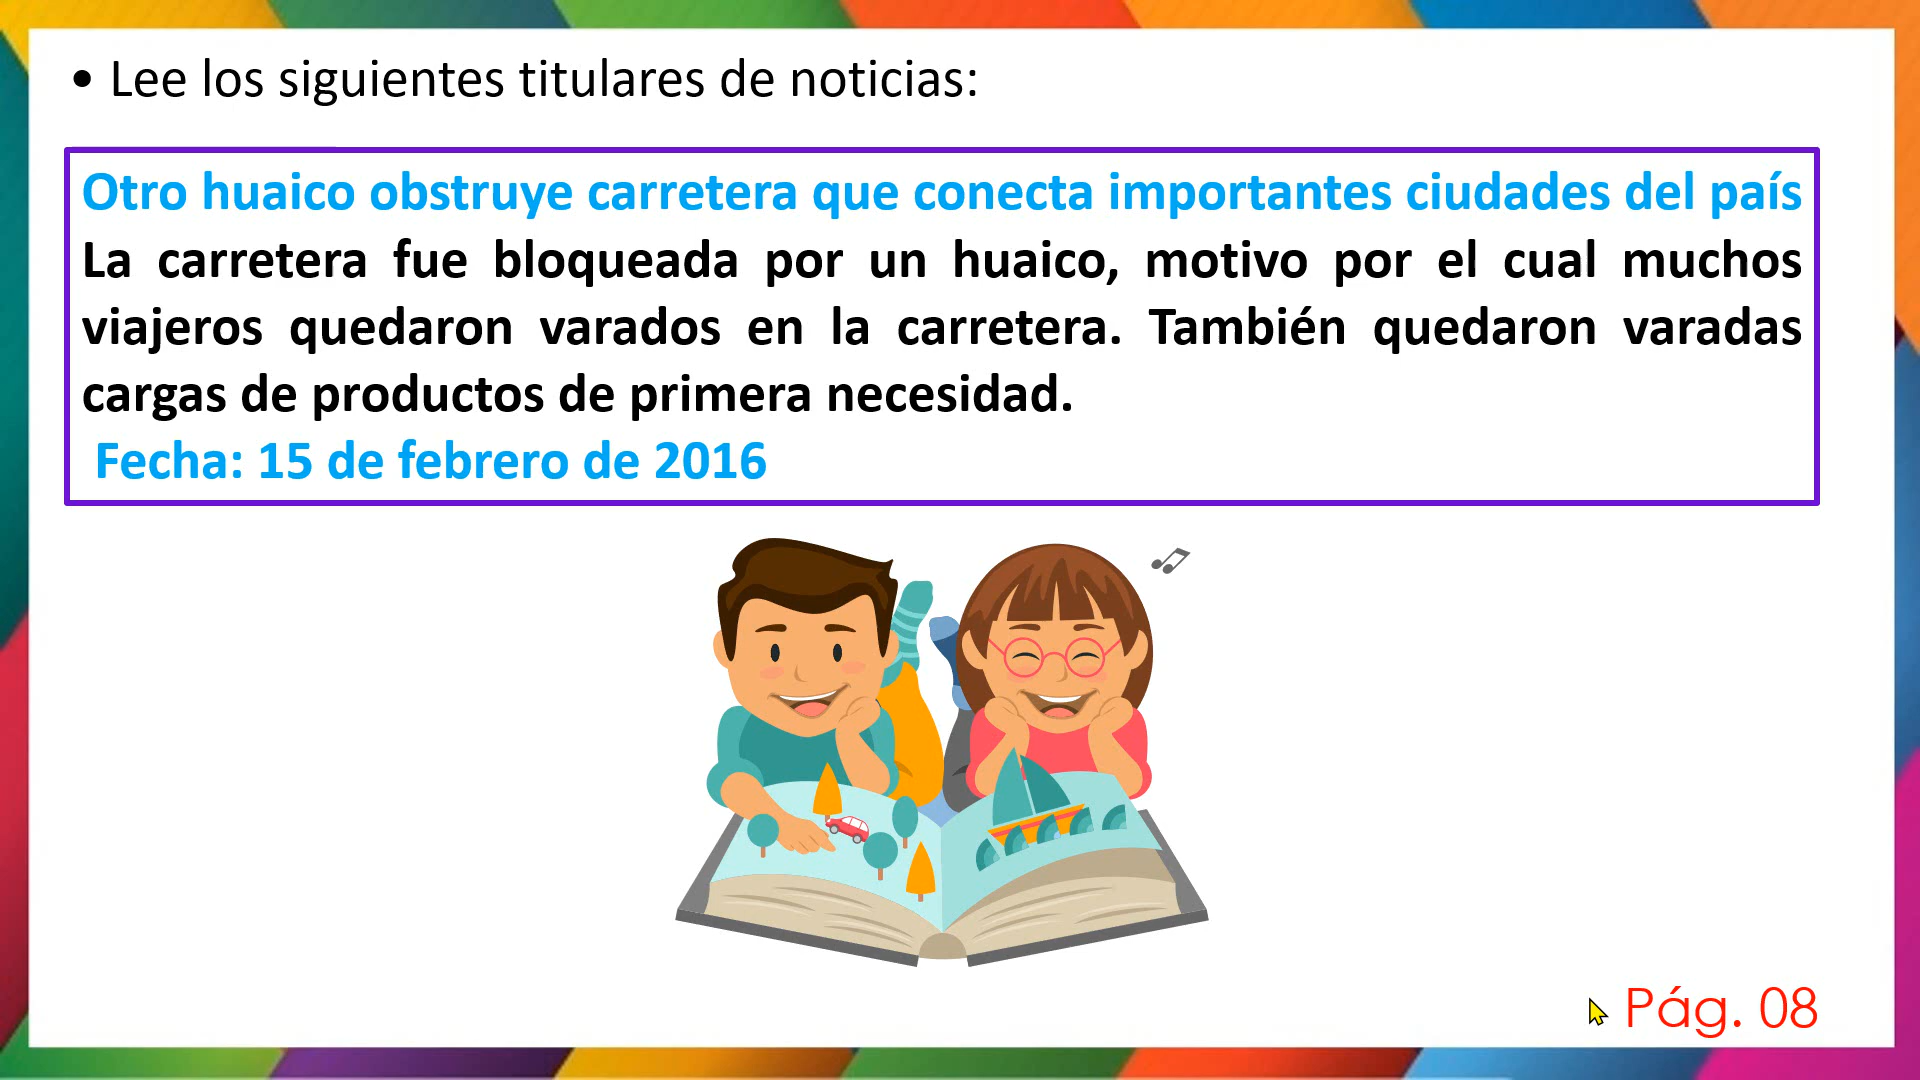 • Lee los siguientes titulares de noticias:
Otro huaico obstruye carretera que conecta importantes ciudades del país
La carretera fue bloqueada por un huaico, motivo por el cual muchos
viajeros quedaron varados en la carretera. También quedaron varadas
cargas de productos de primera necesidad.
Fecha: 15 de febrero de 2016
Pág. 08